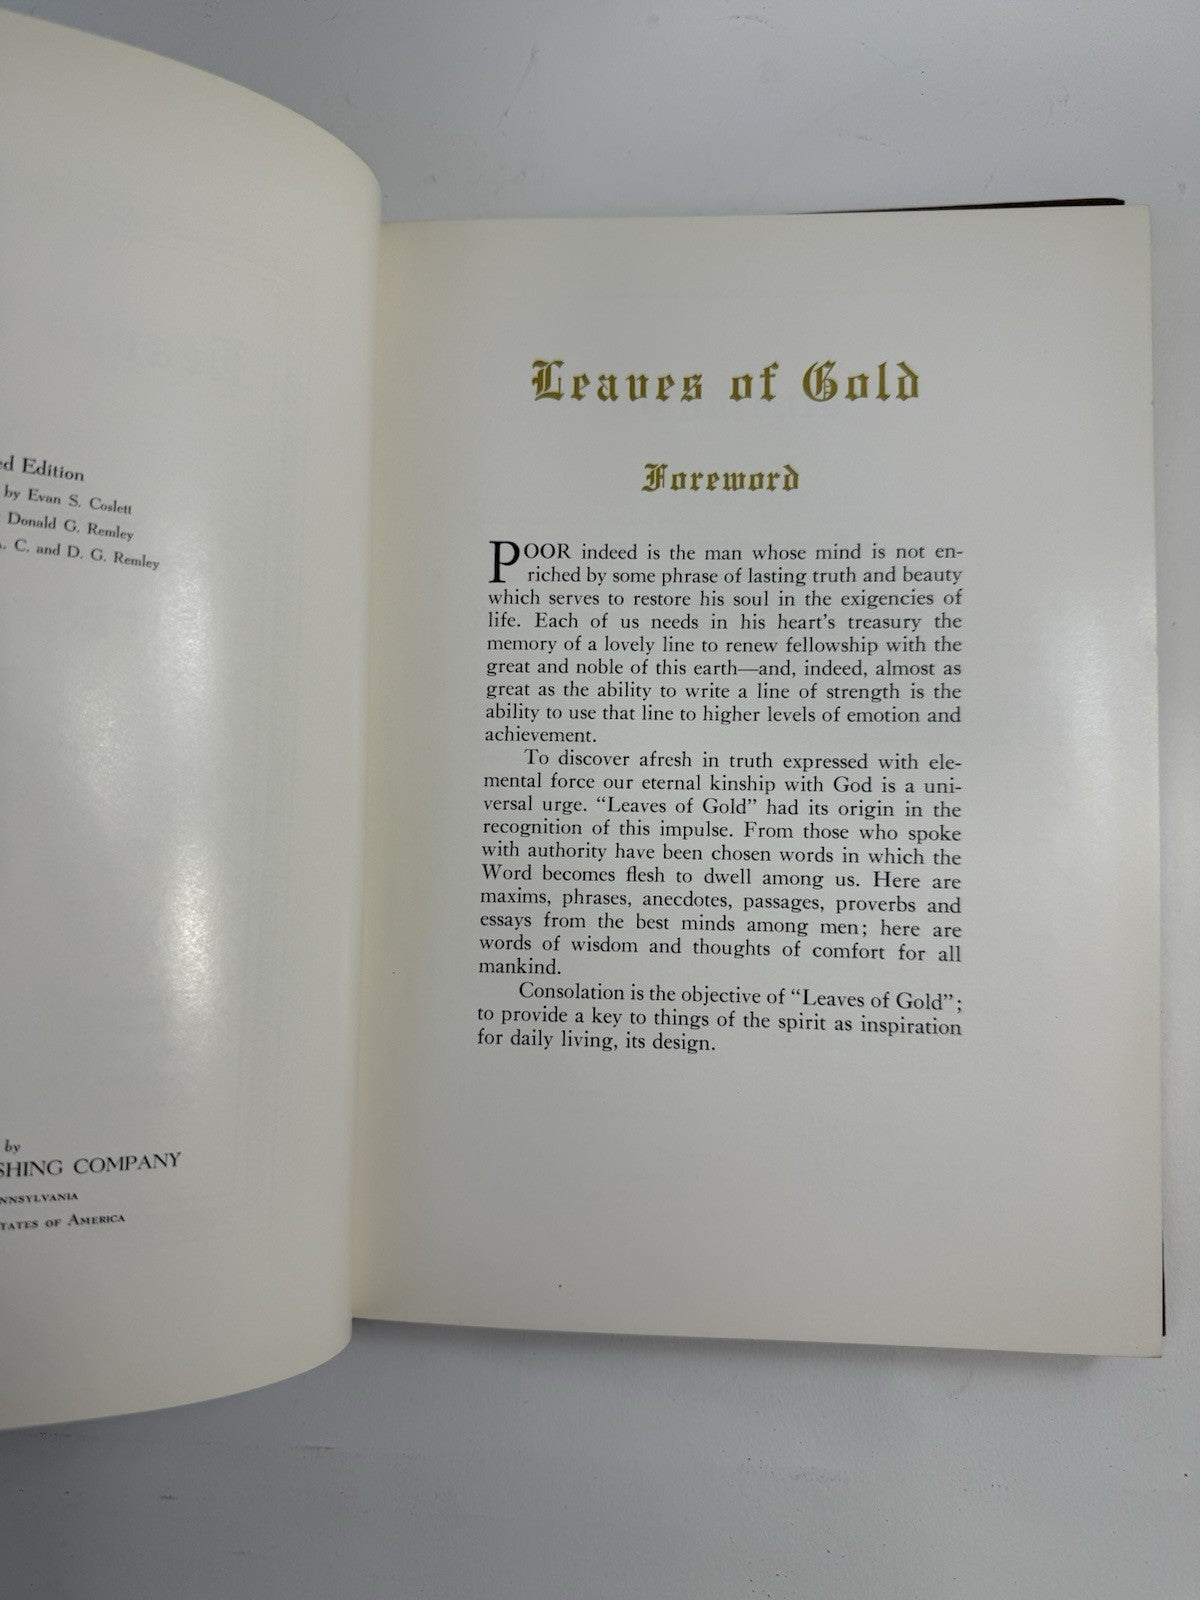 Edition
by Evan S. Coslett
Donald G. Remley
C. and D. G. Remley
by
COMPANY
of America
Leaves of Gold
Foreword
POOR indeed is the man whose mind is not en-
riched by some phrase of lasting truth and beauty
which serves to restore his soul in the exigencies of
life. Each of us needs in his heart's treasury the
memory of a lovely line to renew fellowship with the
great and noble of this earth—and, indeed, almost as
great as the ability to write a line of strength is the
ability to use that line to higher levels of emotion and
achievement.
To discover afresh in truth expressed with ele-
mental force our eternal kinship with God is a uni-
versal urge. "Leaves of Gold" had its origin in the
recognition of this impulse. From those who spoke
with authority have been chosen words in which the
Word becomes flesh to dwell among us. Here are
maxims, phrases, anecdotes, passages, proverbs and
essays from the best minds among men; here are
words of wisdom and thoughts of comfort for all
mankind.
Consolation is the objective of "Leaves of Gold";
to provide a key to things of the spirit as inspiration
for daily living, its design.